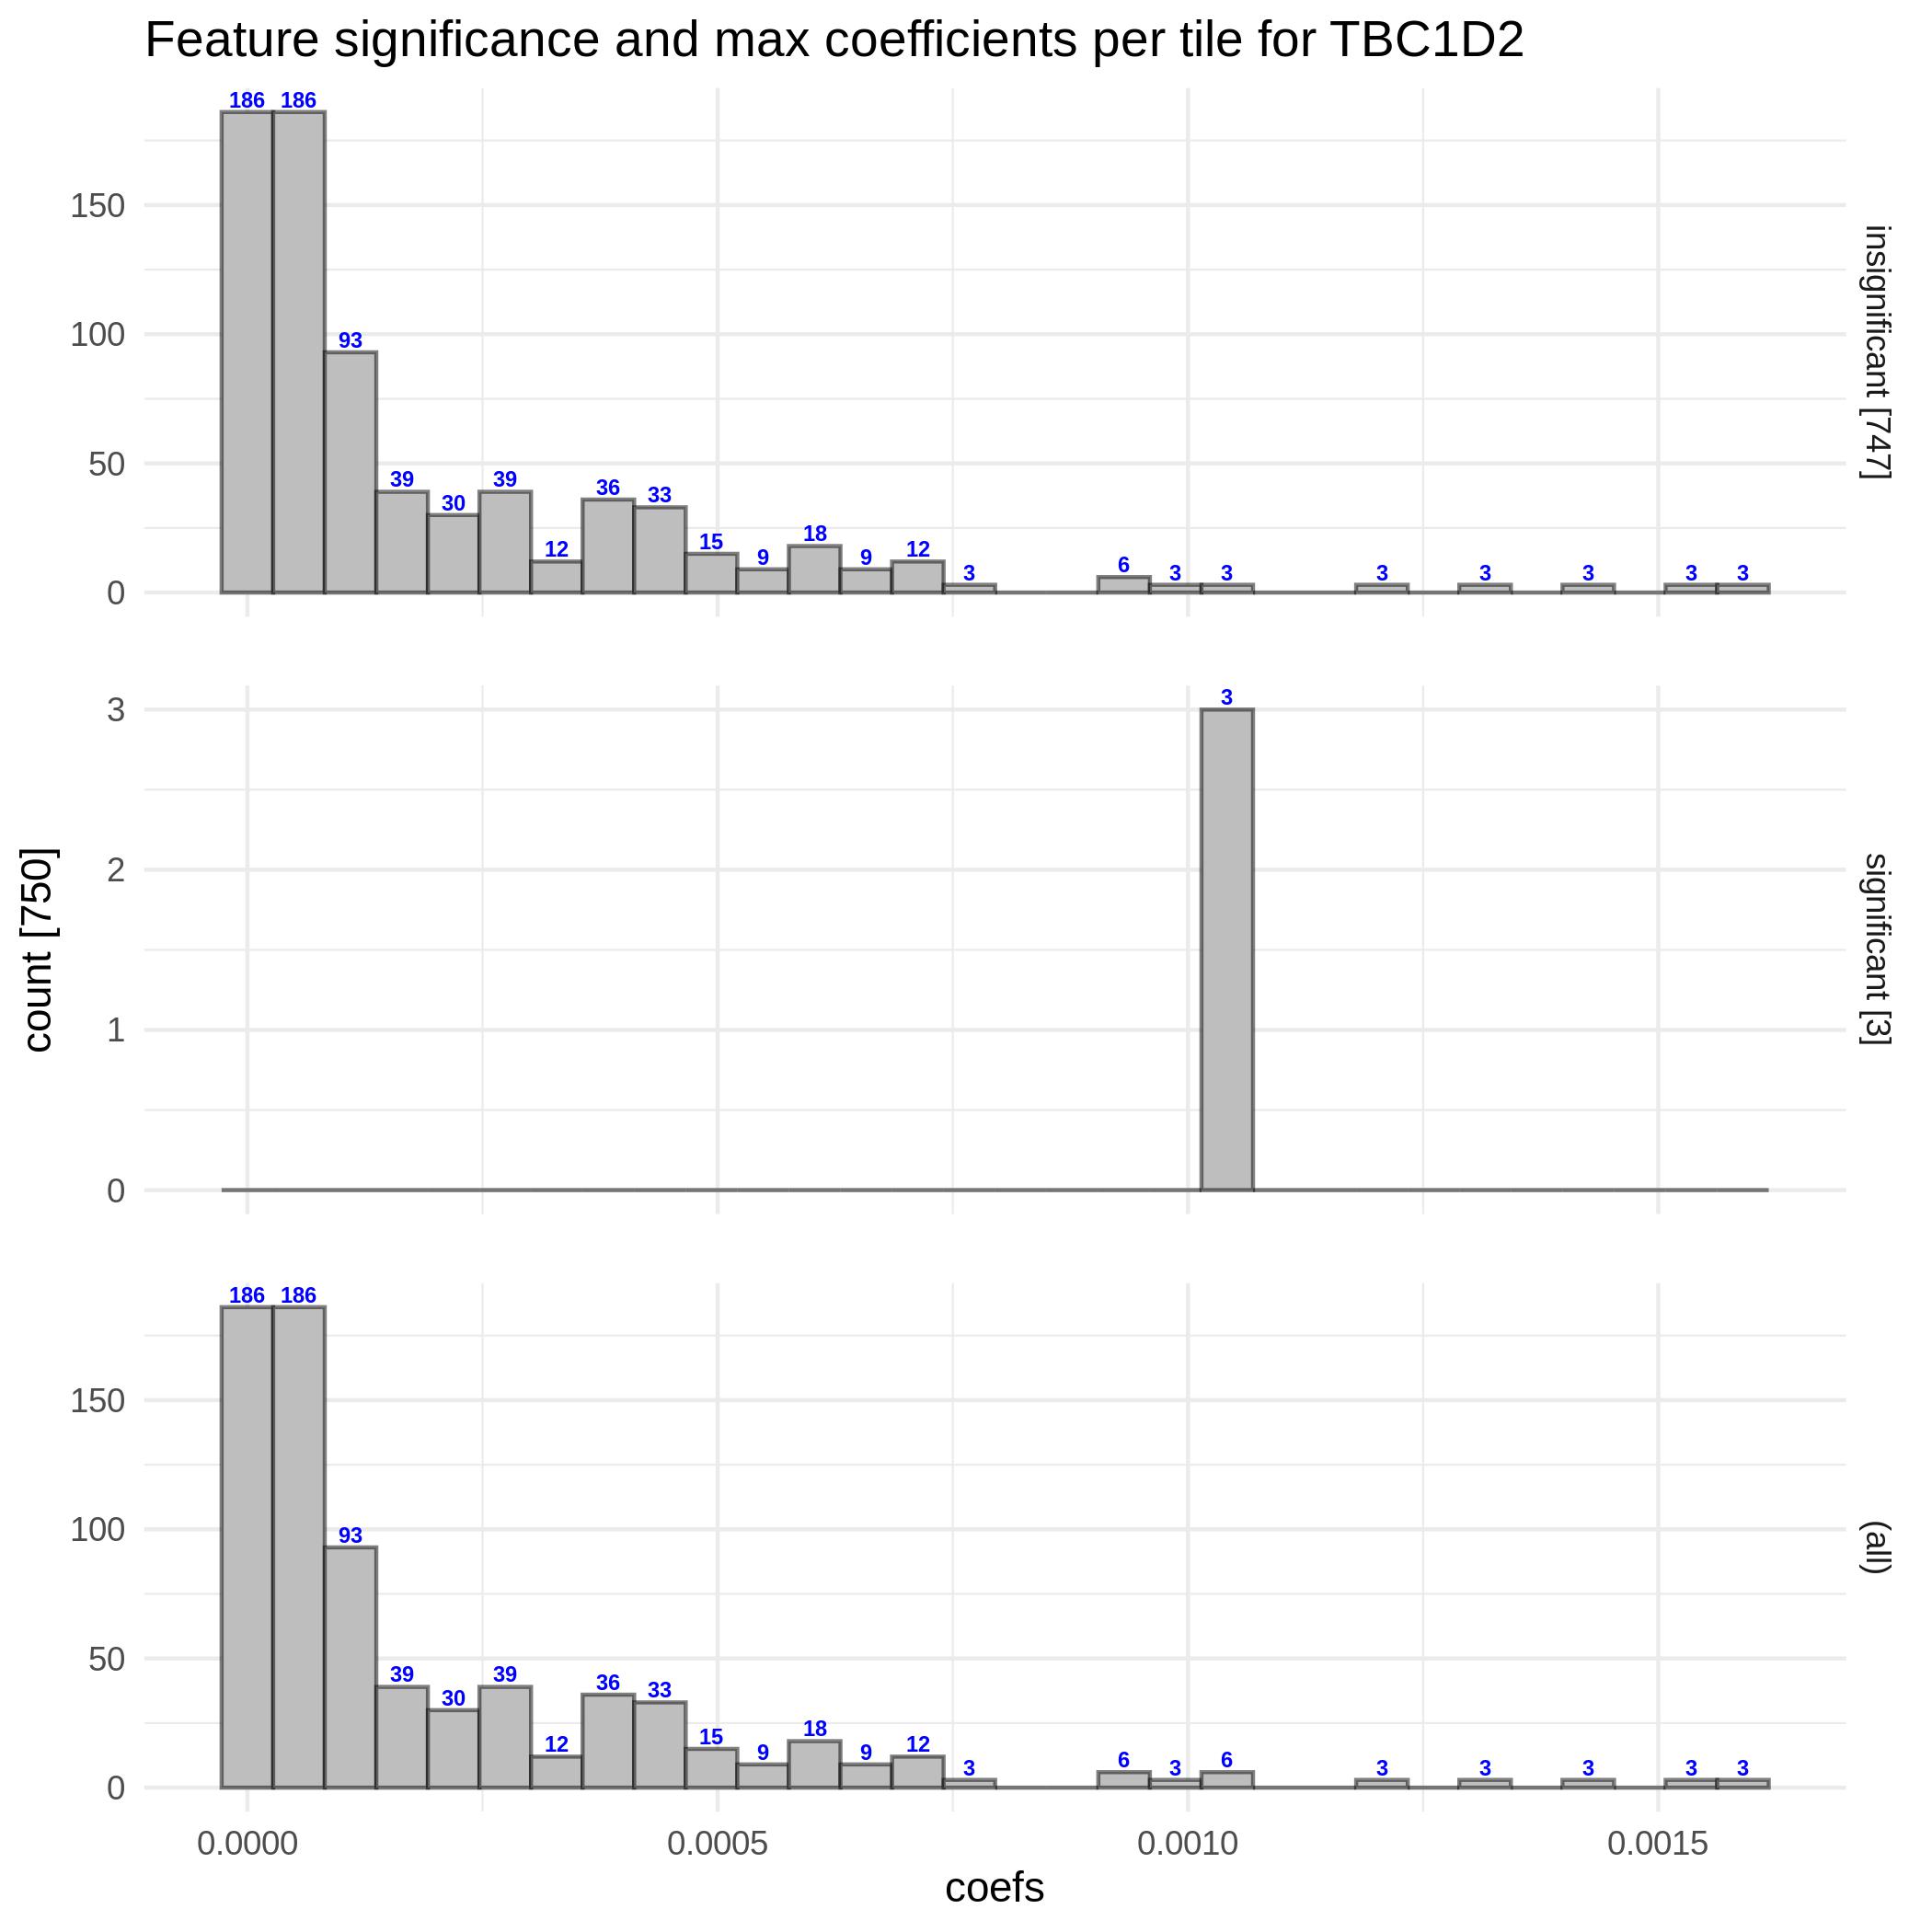 Feature significance and max coefficients per tile for TBC1D2
186 186 93 39 30 39 12 36 33 15 9 18 9 12 3 6 3 3 3 3 3 3 3
150
100
50
0
insignificant [747]
3
3
2
1
0
significant [3]
count [750]
186 186 93 39 30 39 12 36 33 15 9 18 9 12 3 6 3 6 3 3 3 3 3
150
100
50
0
(all)
0.0000 0.0005 0.0010 0.0015
coefs